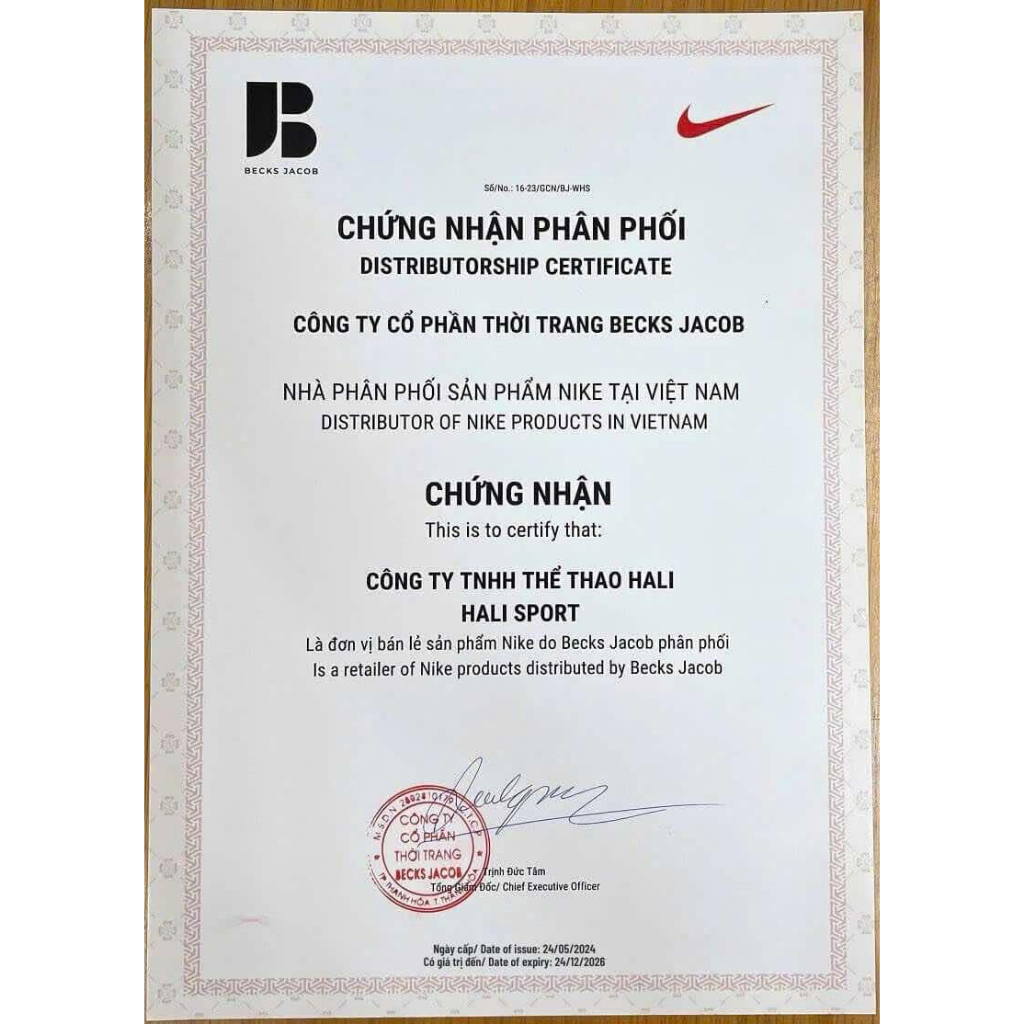 BECKS JACOB
Số/No.: 16-23/GCN/BJ-WHS
CHỨNG NHẬN PHÂN PHỐI
DISTRIBUTORSHIP CERTIFICATE
CÔNG TY CỔ PHẦN THỜI TRANG BECKS JACOB
NHÀ PHÂN PHỐI SẢN PHẨM NIKE TẠI VIỆT NAM
DISTRIBUTOR OF NIKE PRODUCTS IN VIETNAM
CHỨNG NHẬN
This is to certify that:
CÔNG TY TNHH THỂ THAO HALI
HALI SPORT
Là đơn vị bán lẻ sản phẩm Nike do Becks Jacob phân phối
Is a retailer of Nike products distributed by Becks Jacob
M.S.D.N
C.T.C.P
CÔNG TY
CỔ PHẦN
THỜI TRANG
BECKS JACOB
TP THANH HÓA T THANH HÓA
Trịnh Đức Tâm
Tổng Giám Đốc/ Chief Executive Officer
Ngày cấp/ Date of issue: 24/05/2024
Có giá trị đến/ Date of expiry: 24/12/2026